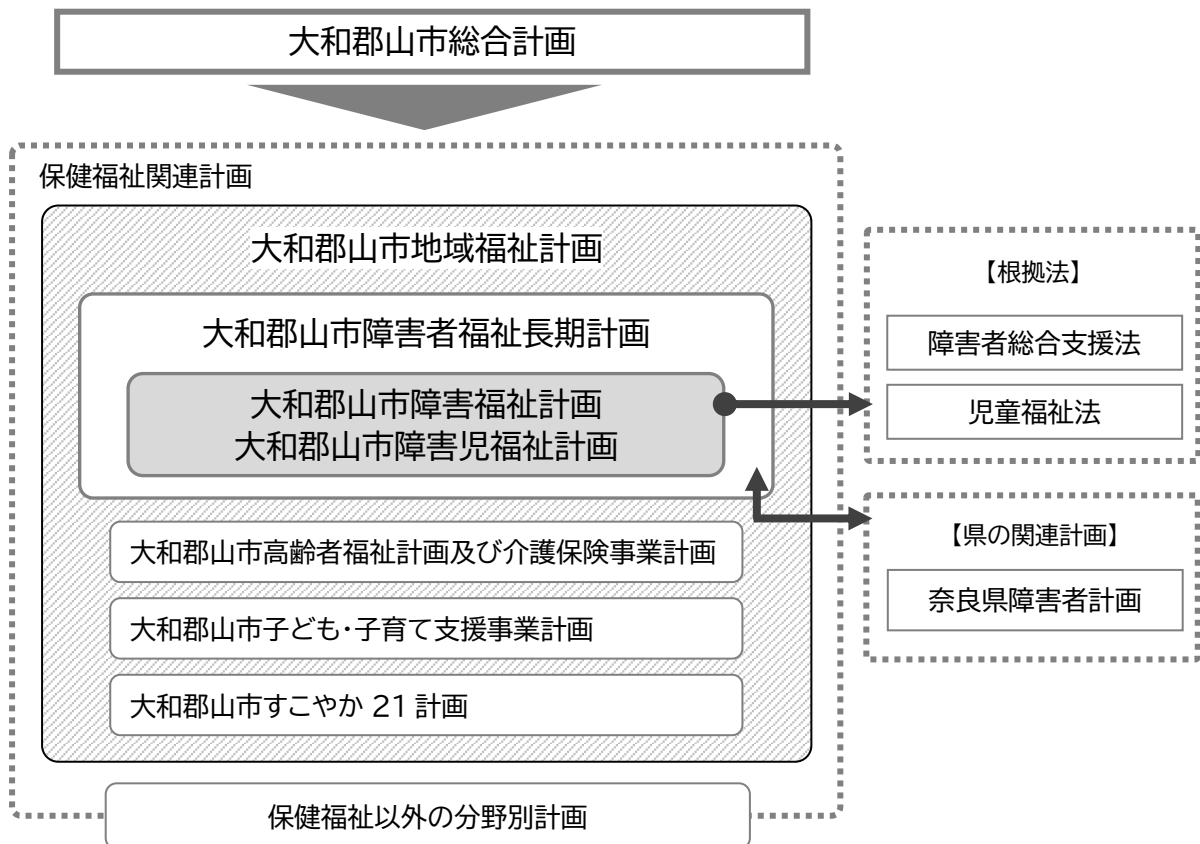 大和郡山市総合計画
保健福祉関連計画
大和郡山市地域福祉計画
大和郡山市障害者福祉長期計画
大和郡山市障害福祉計画
大和郡山市障害児福祉計画
大和郡山市高齢者福祉計画及び介護保険事業計画
大和郡山市子ども・子育て支援事業計画
大和郡山市すこやか 21 計画
保健福祉以外の分野別計画
【根拠法】
障害者総合支援法
児童福祉法
【県の関連計画】
奈良県障害者計画